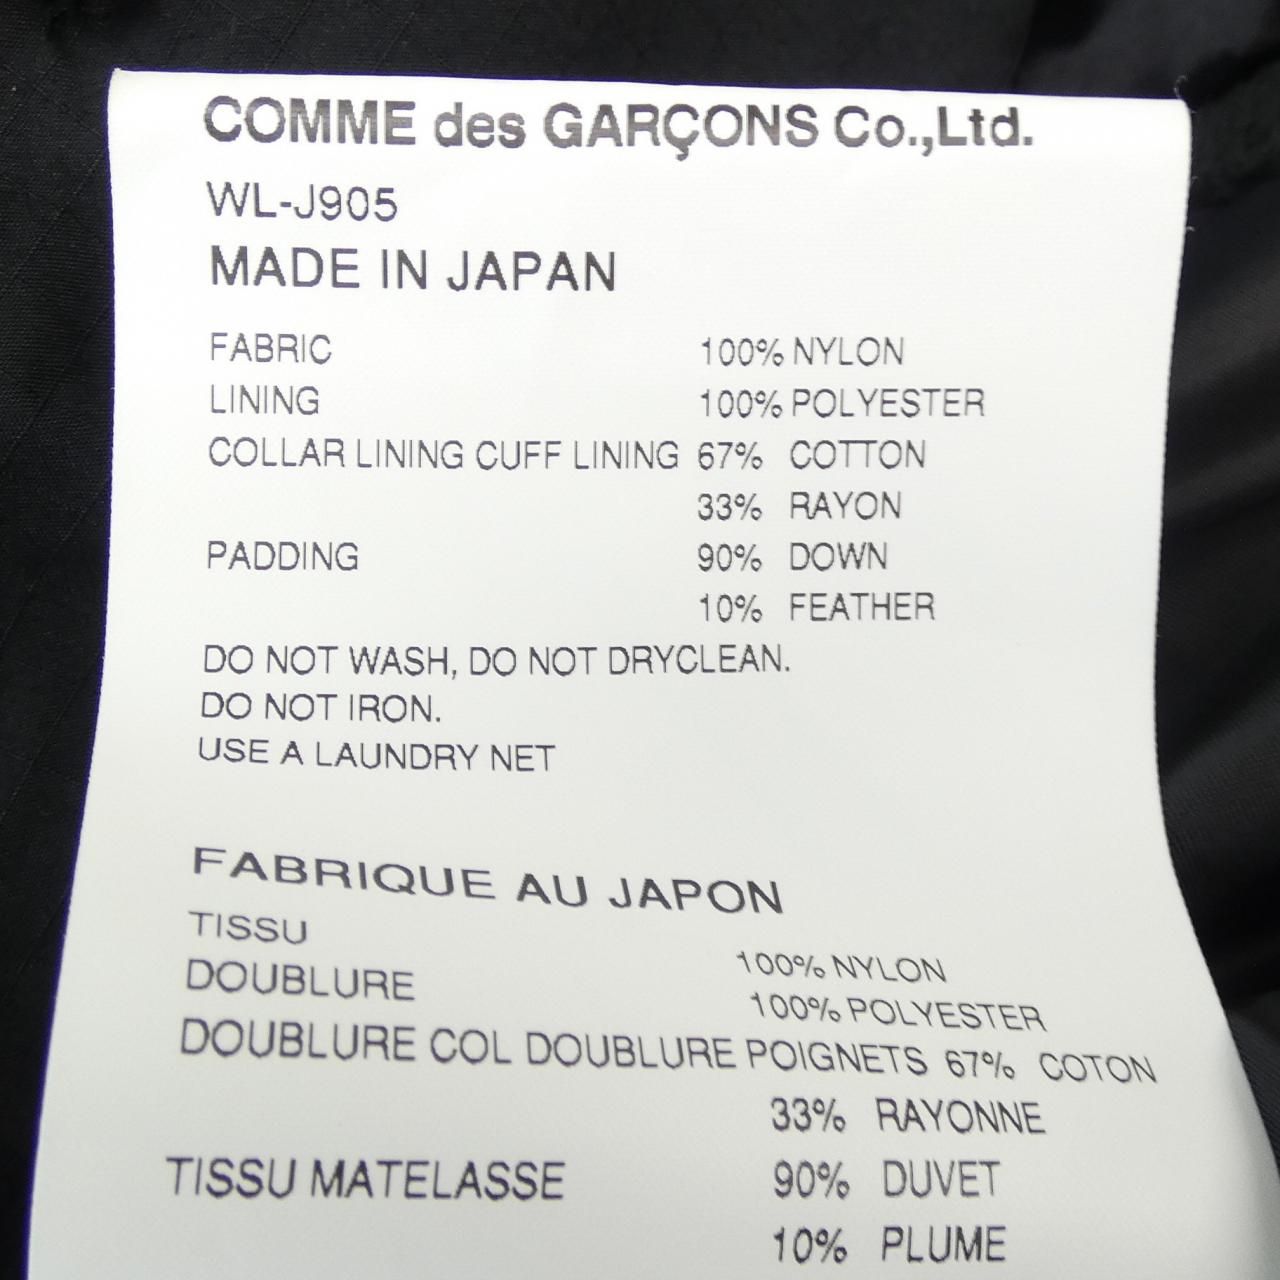 COMME des GARÇONS Co.,Ltd.
WL-J905
MADE IN JAPAN
FABRIC 100% NYLON
LINING 100% POLYESTER
COLLAR LINING CUFF LINING 67% COTTON
33% RAYON
PADDING 90% DOWN
10% FEATHER
DO NOT WASH, DO NOT DRYCLEAN.
DO NOT IRON.
USE A LAUNDRY NET
FABRIQUE AU JAPON
TISSU 100% NYLON
DOUBLURE 100% POLYESTER
DOUBLURE COL DOUBLURE POIGNETS 67% COTON
33% RAYONNE
TISSU MATELASSE 90% DUVET
10% PLUME